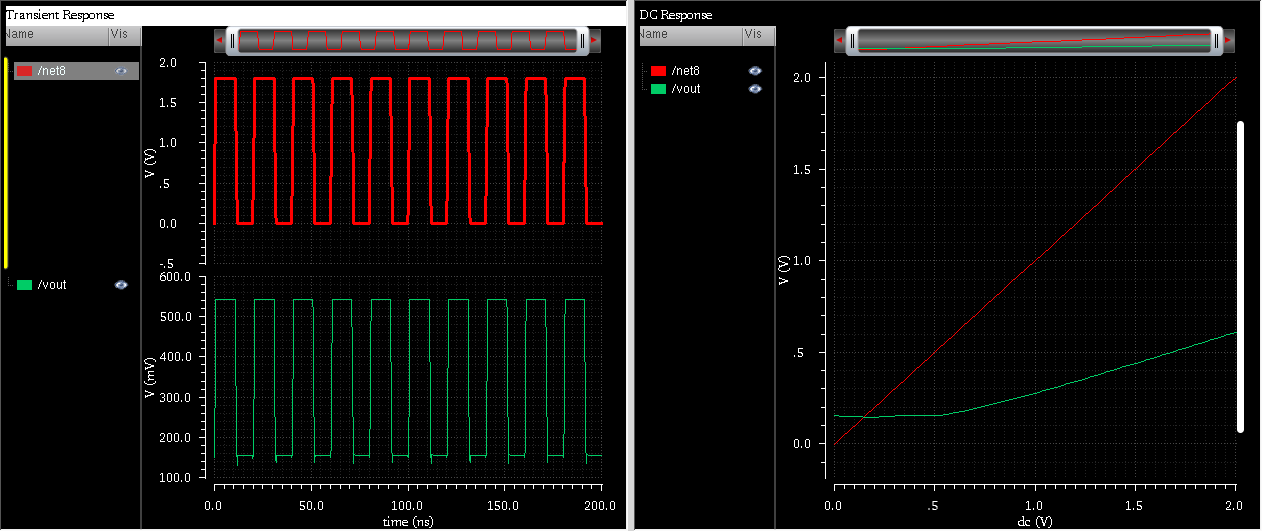 Transient Response
Name Vis
/net8
2.0
1.5
1.0
.5
0.0
-.5
V (V)
/vout
600.0
500.0
400.0
300.0
200.0
100.0
V (mV)
0.0 50.0 100.0 150.0 200.0
time (ns)
DC Response
Name Vis
/net8
/vout
2.0
1.5
1.0
.5
0.0
V (V)
0.0 .5 1.0 1.5 2.0
dc (V)